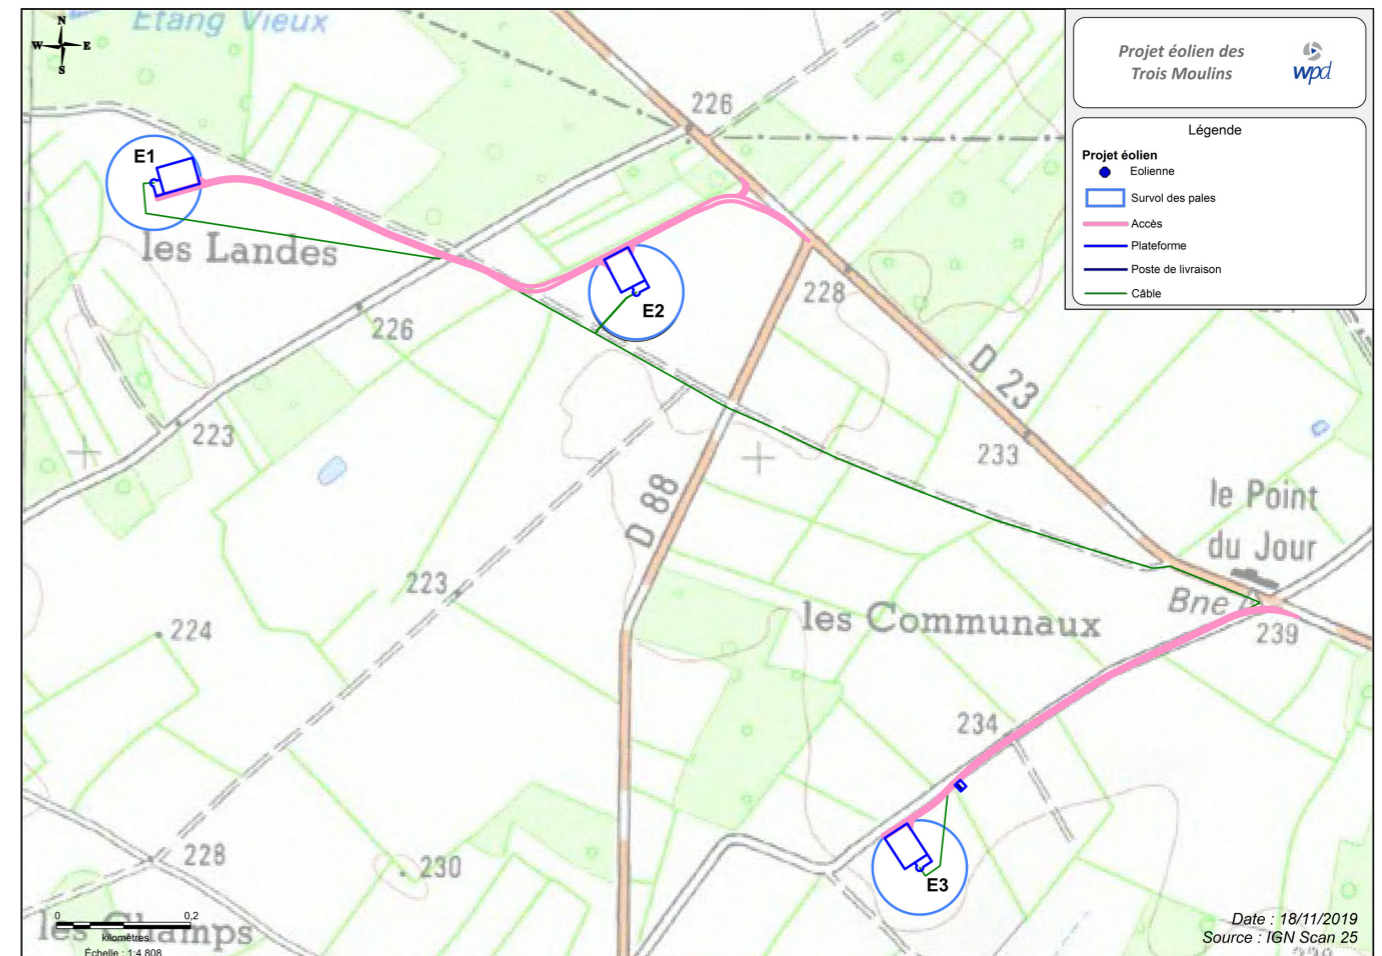 Etang Vieux
N
W E
S
Projet éolien des
Trois Moulins
wpd
Légende
Projet éolien
Eolienne
Survol des pales
Accès
Plateforme
Poste de livraison
Câble
226
E1
les Landes
E2
228
226
D 23
223
233
le Point
du Jour
D 88
223
Bne
les Communaux
239
224
234
228
230
E3
les Champs
0 0,2
kilomètres
Échelle : 1:4 808
Date : 18/11/2019
Source : IGN Scan 25